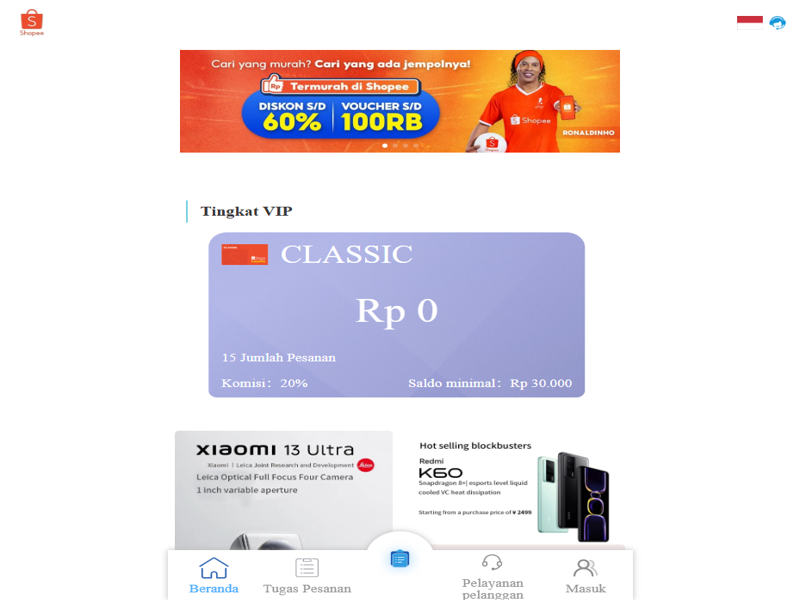 Shopee
Cari yang murah? Cari yang ada jempolnya!
Rp Termurah di Shopee
DISKON S/D
60%
VOUCHER S/D
100RB
Shopee
RONALDINHO
Shopee
Tingkat VIP
CLASSIC
Rp 0
15 Jumlah Pesanan
Komisi： 20%
Saldo minimal： Rp 30.000
xiaomi 13 Ultra
Xiaomi | Leica Joint Research and Development
Leica Optical Full Focus Four Camera
1 inch variable aperture
Hot selling blockbusters
Redmi
K60
Snapdragon 8+| esports level liquid
cooled VC heat dissipation
Starting from a purchase price of ¥ 2499
Beranda
Tugas Pesanan
Pelayanan
pelanggan
Masuk